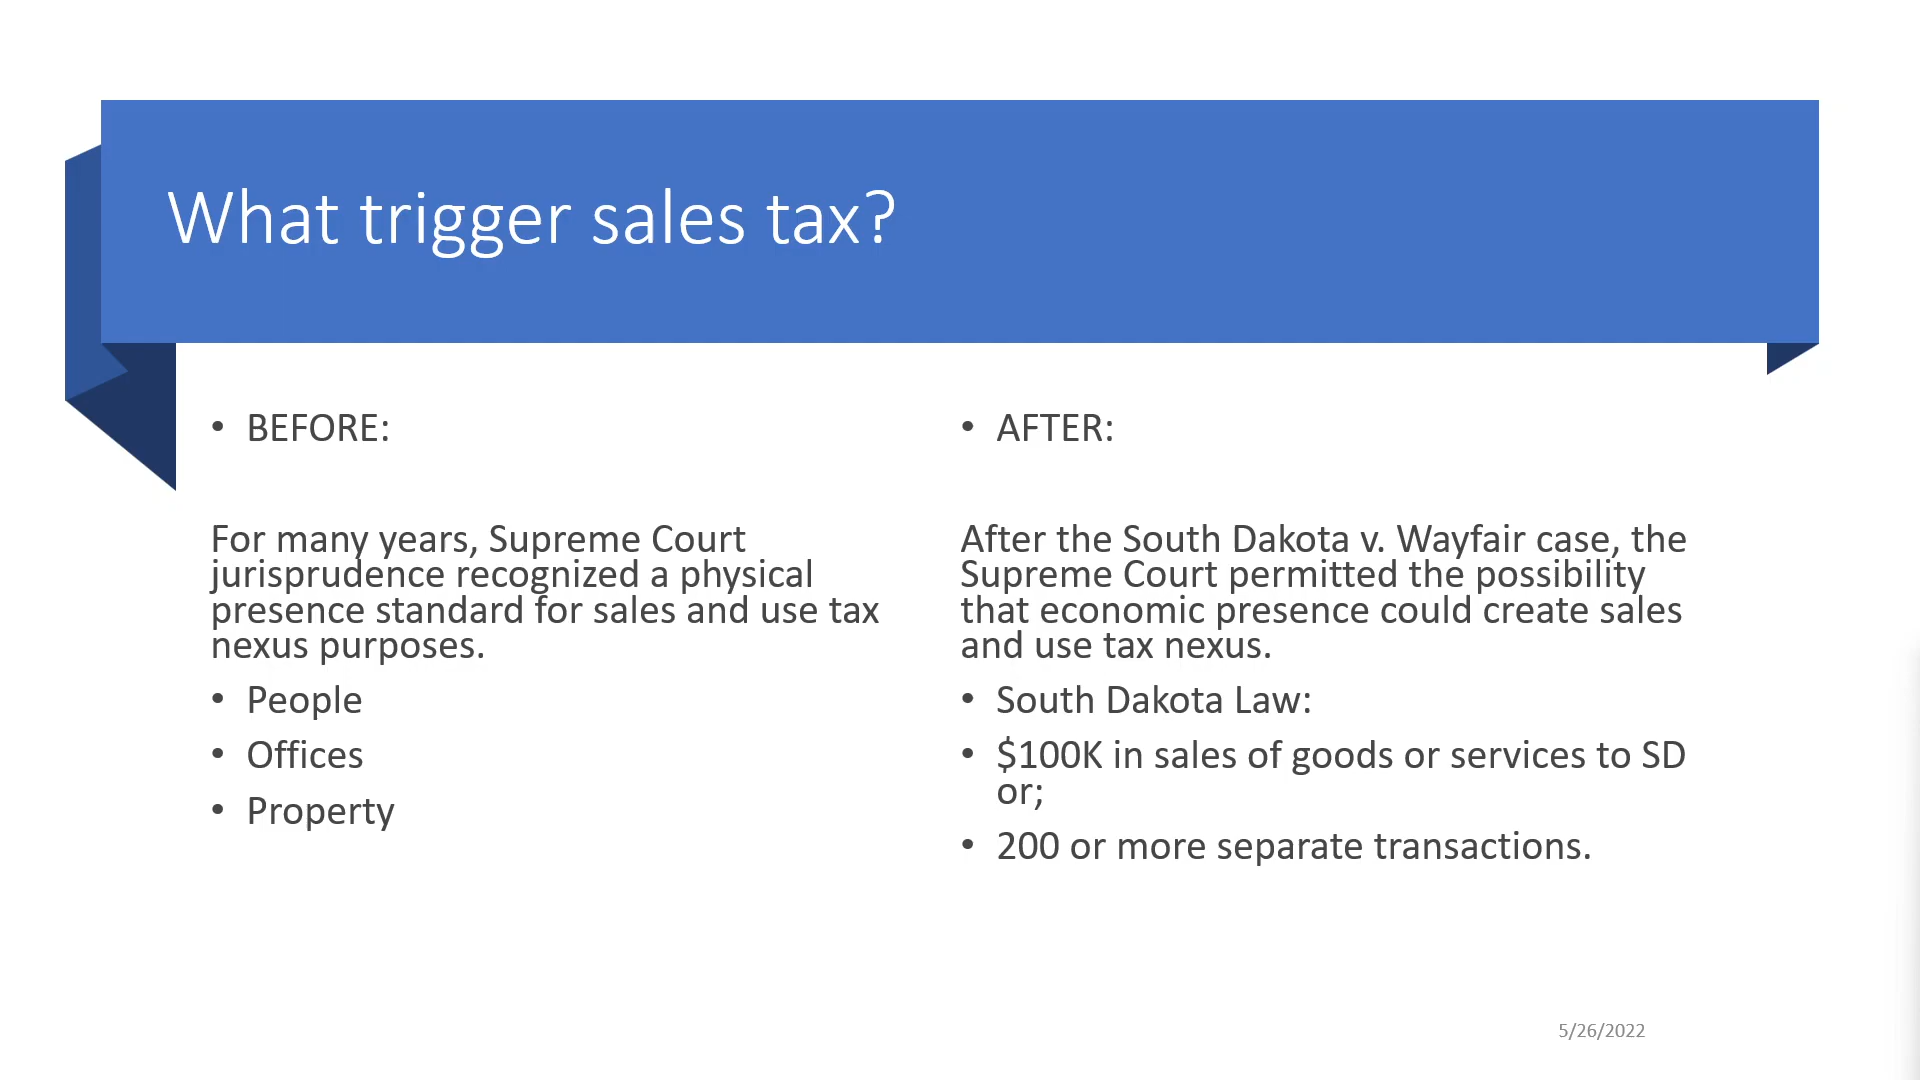 What trigger sales tax?
• BEFORE:
For many years, Supreme Court
jurisprudence recognized a physical
presence standard for sales and use tax
nexus purposes.
• People
• Offices
• Property
• AFTER:
After the South Dakota v. Wayfair case, the
Supreme Court permitted the possibility
that economic presence could create sales
and use tax nexus.
• South Dakota Law:
• $100K in sales of goods or services to SD
or;
• 200 or more separate transactions.
5/26/2022